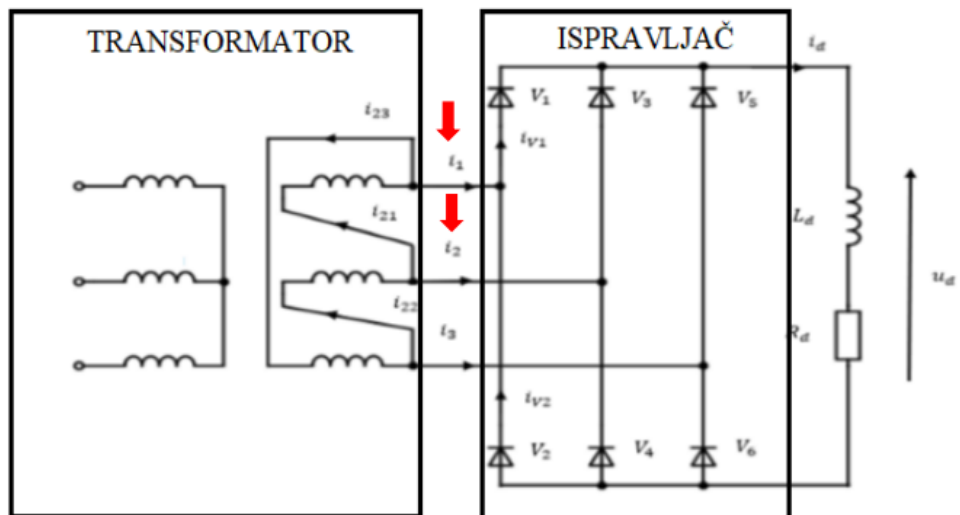 TRANSFORMATOR
ISPRAVLJAČ
i_d
V_1
V_3
V_5
i_23
i_1
i_V1
i_21
i_2
L_d
u_d
i_22
i_3
R_d
i_V2
V_2
V_4
V_6